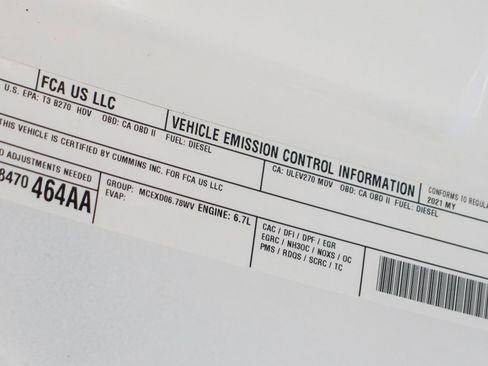 FCA US LLC
VEHICLE EMISSION CONTROL INFORMATION
CONFORMS TO
U.S. EPA: T3 B270 HDV OBD: CA OBD II FUEL: DIESEL
CA: ULEV270 MDV OBD: CA OBD II FUEL: DIESEL
2021 MY
THIS VEHICLE IS CERTIFIED BY CUMMINS INC. FOR FCA US LLC
ADJUSTMENTS NEEDED
464AA
GROUP: MCEXD06.78WV ENGINE: 6.7L
EVAP:
CAC / DFI / DPF / EGR
EGRC / NH3OC / NOXS / OC
PMS / RDQS / SCRC / TC